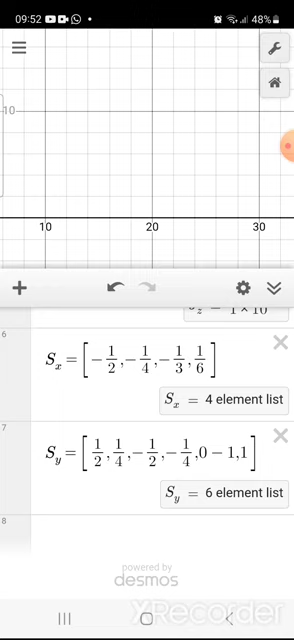 09:52 48%
10
10 20 30
6
S_x = [-1/2, -1/4, -1/3, 1/6]
S_x = 4 element list
7
S_y = [1/2, 1/4, -1/2, -1/4, 0 - 1, 1]
S_y = 6 element list
8
powered by
desmos
XRecorder